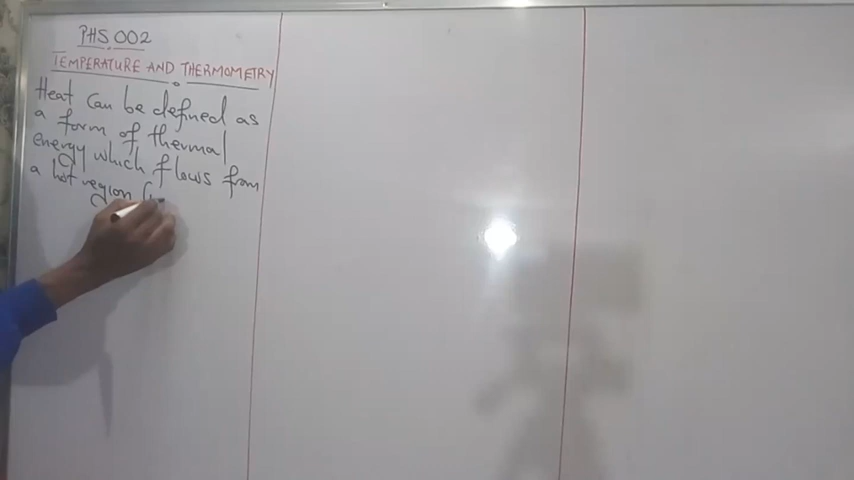 PHS 002
TEMPERATURE AND THERMOMETRY
Heat can be defined as
a form of thermal
energy which flows from
a hot region